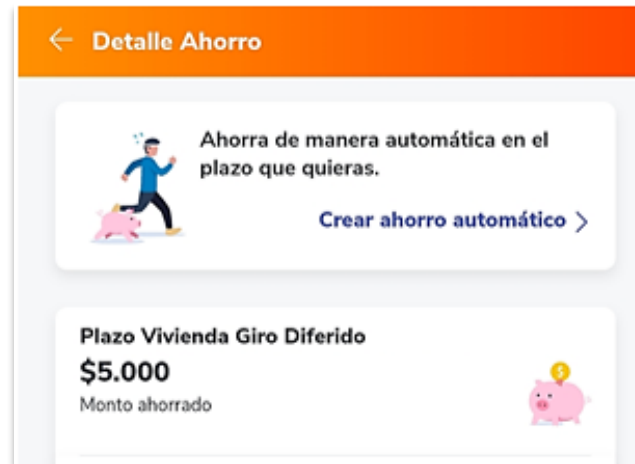 Detalle Ahorro
Ahorra de manera automática en el
plazo que quieras.
Crear ahorro automático
Plazo Vivienda Giro Diferido
$5.000
Monto ahorrado